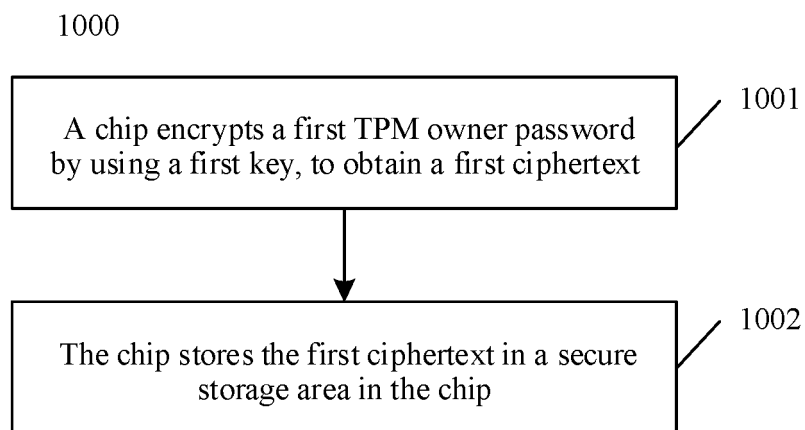 1000
A chip encrypts a first TPM owner password
by using a first key, to obtain a first ciphertext
1001
The chip stores the first ciphertext in a secure
storage area in the chip
1002